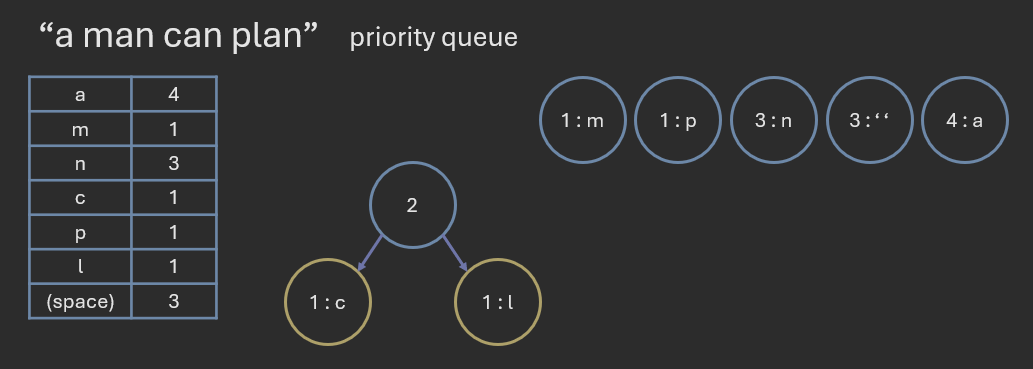 “a man can plan” priority queue
a 4
m 1
n 3
c 1
p 1
l 1
(space) 3
1 : m 1 : p 3 : n 3 : ‘ ‘ 4 : a
2
1 : c 1 : l